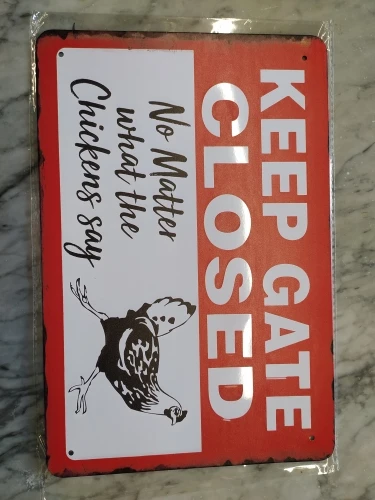 KEEP GATE
CLOSED
No Matter
what the
Chickens say